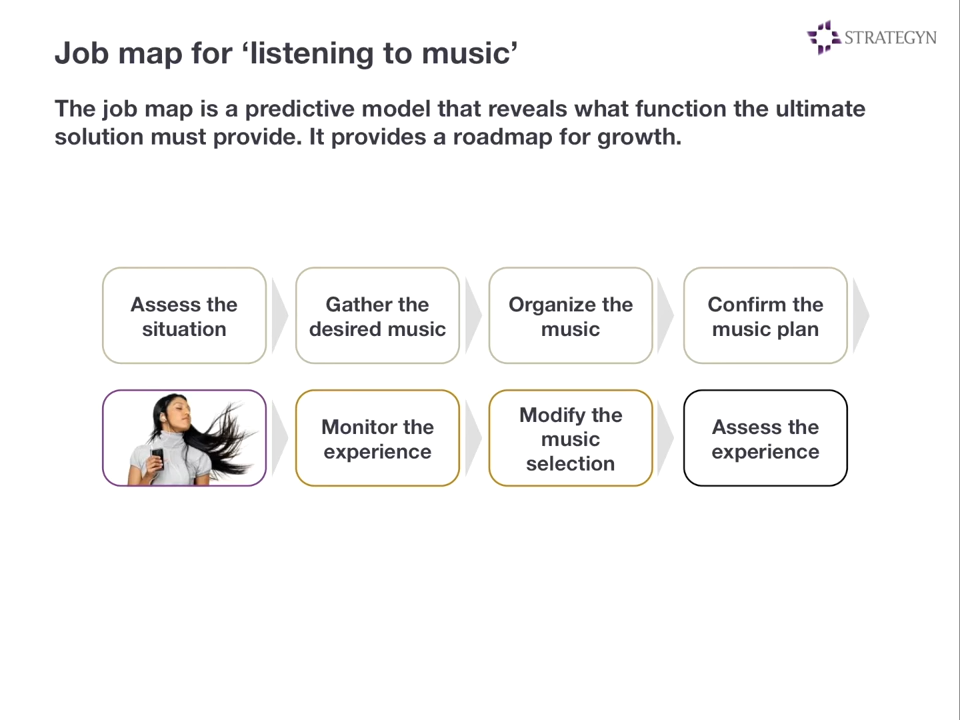 STRATEGYN
Job map for ‘listening to music’
The job map is a predictive model that reveals what function the ultimate
solution must provide. It provides a roadmap for growth.
Assess the
situation
Gather the
desired music
Organize the
music
Confirm the
music plan
Monitor the
experience
Modify the
music
selection
Assess the
experience